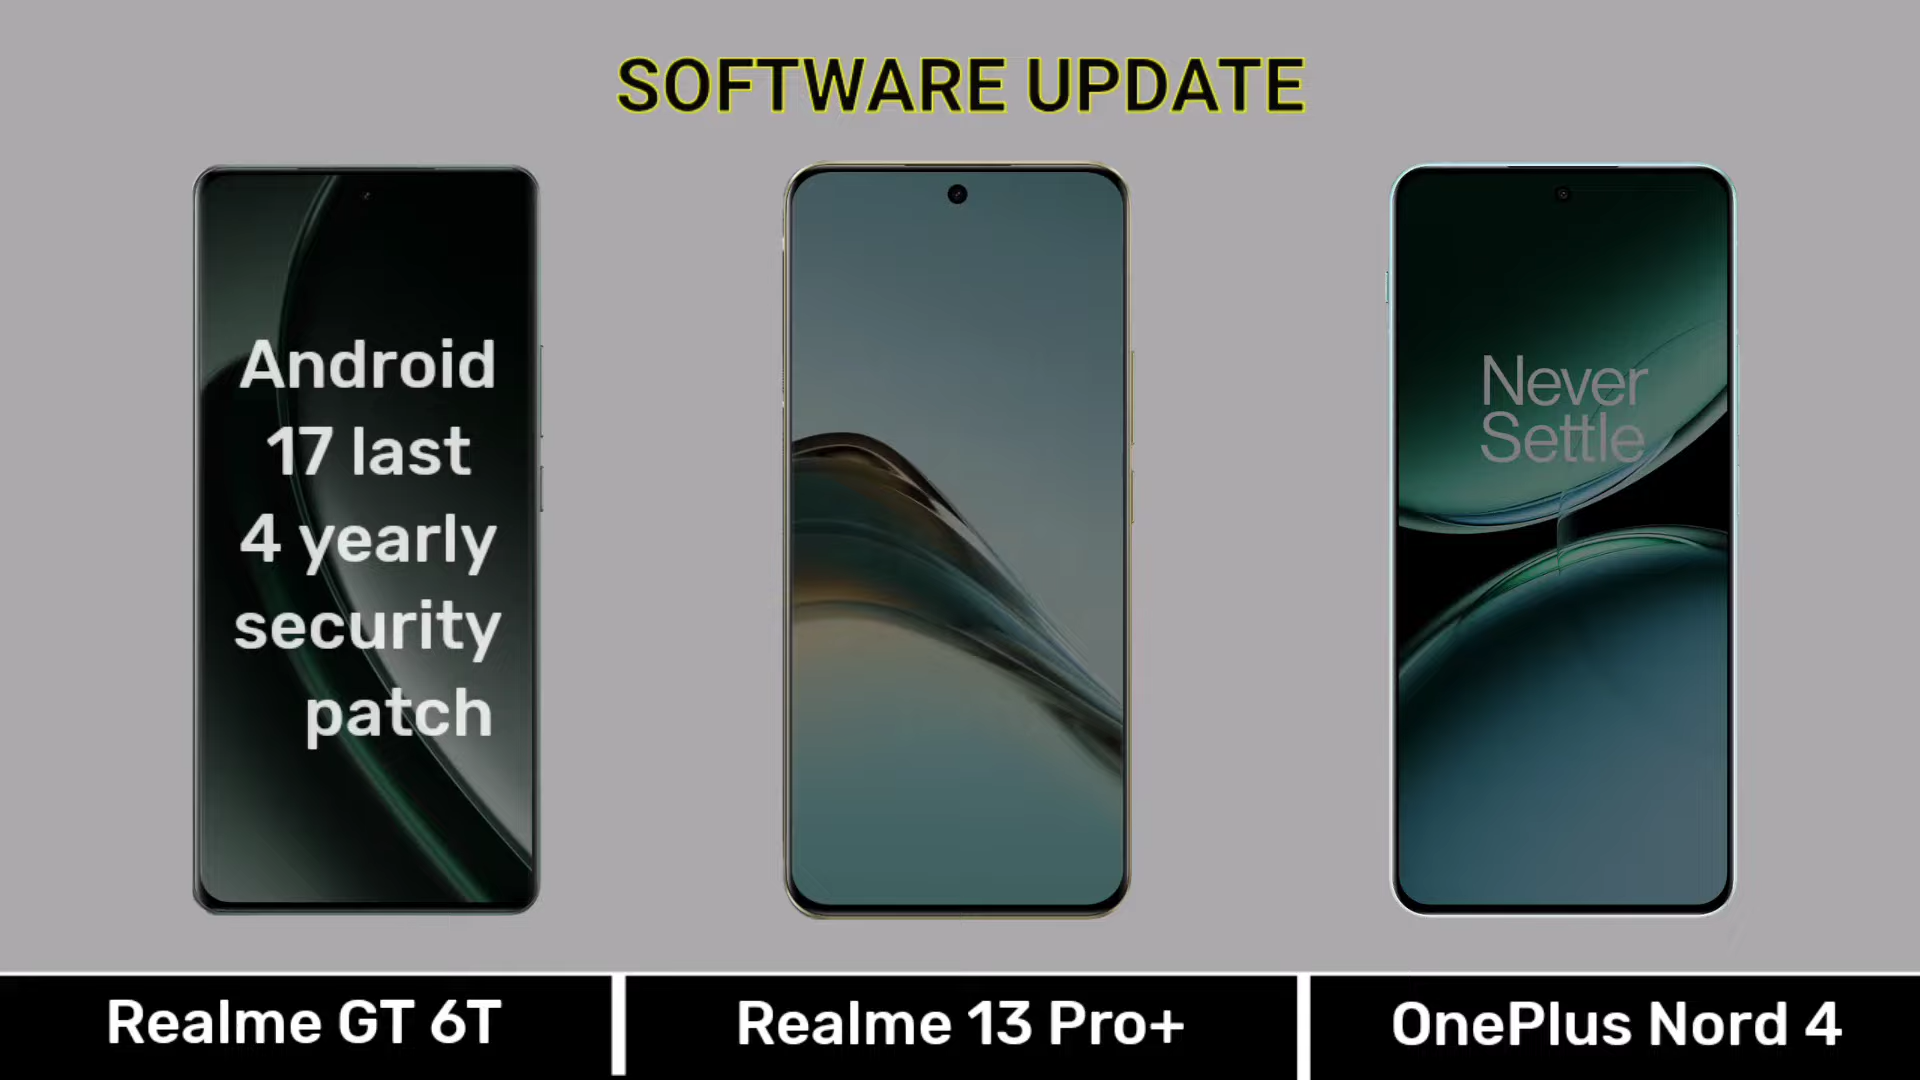 SOFTWARE UPDATE
Android
17 last
4 yearly
security
patch
Never
Settle
Realme GT 6T
Realme 13 Pro+
OnePlus Nord 4